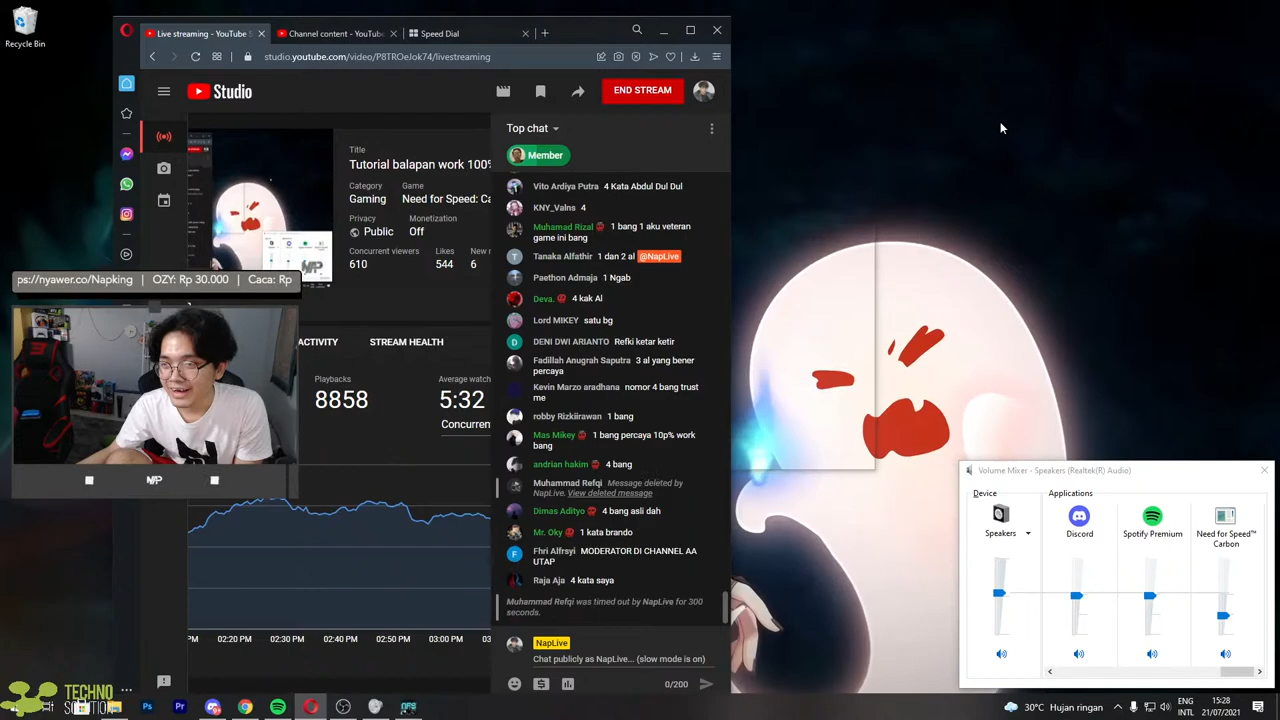 Recycle Bin
Live streaming - YouTube S
Channel content - YouTube
Speed Dial
studio.youtube.com/video/P8TROeJok74/livestreaming
Studio
END STREAM
Top chat
Member
Title
Tutorial balapan work 100%
Category
Game
Gaming
Need for Speed: Ca
Privacy
Monetization
Public
Off
Concurrent viewers
Likes
New m
610
544
6
ps://nyawer.co/Napking | OZY: Rp 30.000 | Caca: Rp
ACTIVITY
STREAM HEALTH
Playbacks
Average watch
8858
5:32
Concurrent
Vito Ardiya Putra 4 Kata Abdul Dul Dul
KNY_Valns 4
Muhamad Rizal 1 bang 1 aku veteran
game ini bang
Tanaka Alfathir 1 dan 2 al @NapLive
Paethon Admaja 1 Ngab
Deva. 4 kak Al
Lord MIKEY satu bg
DENI DWI ARIANTO Refki ketar ketir
Fadillah Anugrah Saputra 3 al yang bener
percaya
Kevin Marzo aradhana nomor 4 bang trust
me
robby Rizkiirawan 1 bang
Mas Mikey 1 bang percaya 10p% work
bang
andrian hakim 4 bang
Muhammad Refqi Message deleted by
NapLive. View deleted message
Dimas Adityo 4 bang asli dah
Mr. Oky 1 kata brando
Fhri Alfrsyi MODERATOR DI CHANNEL AA
UTAP
Raja Aja 4 kata saya
Muhammad Refqi was timed out by NapLive for 300
seconds.
NapLive
Chat publicly as NapLive... (slow mode is on)
0/200
PM 02:20 PM 02:30 PM 02:40 PM 02:50 PM 03:00 PM
Volume Mixer - Speakers (Realtek(R) Audio)
Device
Applications
Speakers
Discord
Spotify Premium
Need for Speed™
Carbon
TECHNO
SOLUTION
30°C Hujan ringan
ENG
INTL
15:28
21/07/2021